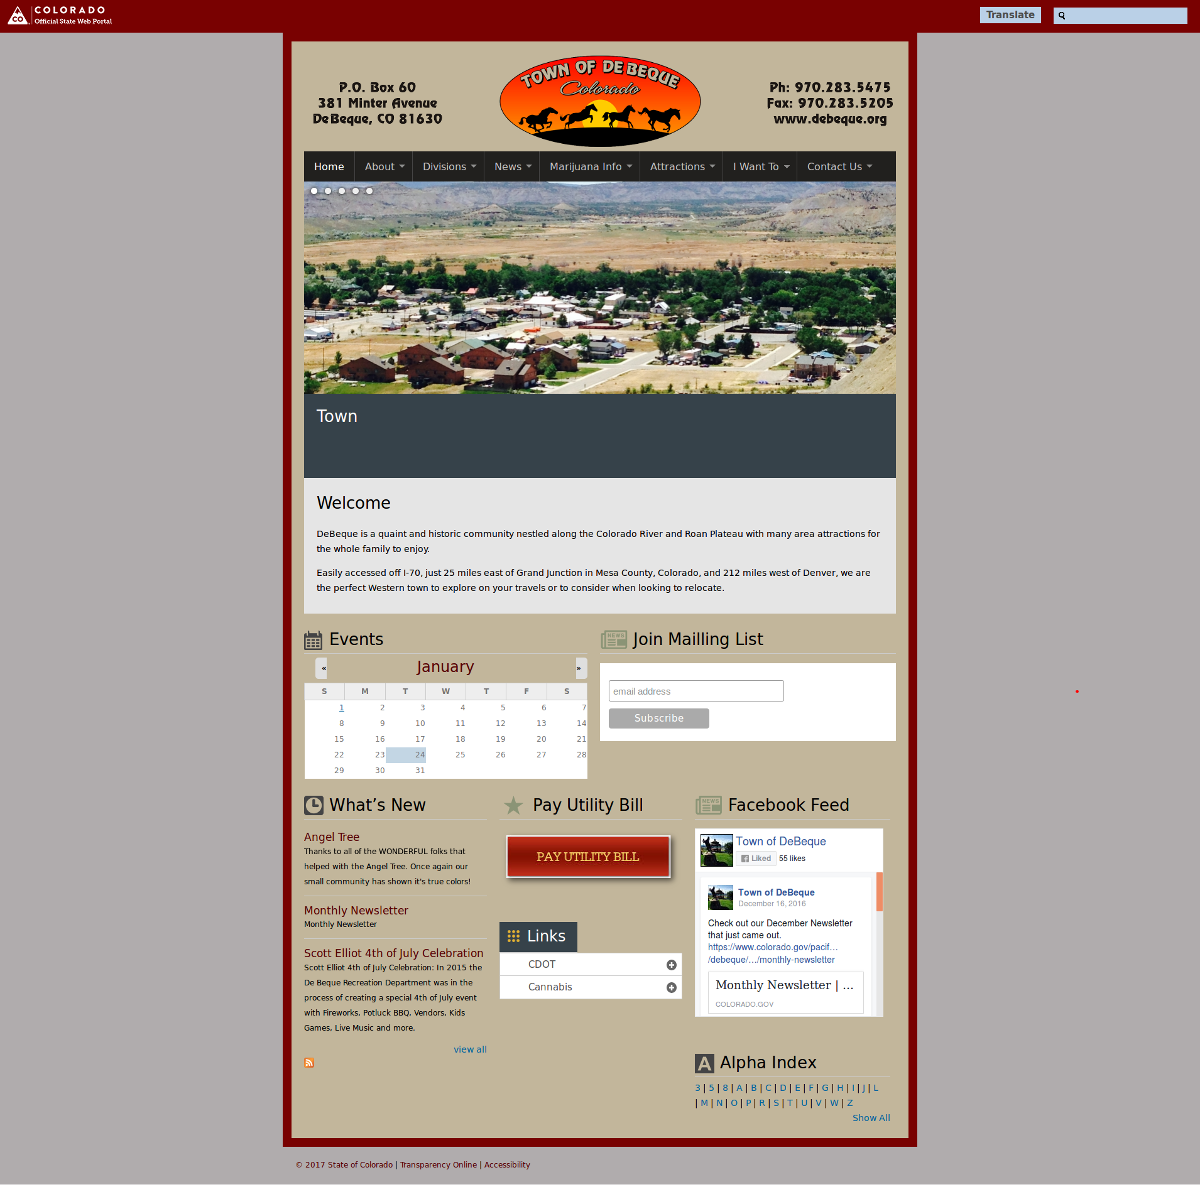 COLORADO
Official State Web Portal
CO
Translate
P.O. Box 60
381 Minter Avenue
DeBeque, CO 81630
TOWN OF DE BEQUE
Colorado
Ph: 970.283.5475
Fax: 970.283.5205
www.debeque.org
Home About Divisions News Marijuana Info Attractions I Want To Contact Us
Town
Welcome
DeBeque is a quaint and historic community nestled along the Colorado River and Roan Plateau with many area attractions for
the whole family to enjoy.
Easily accessed off I-70, just 25 miles east of Grand Junction in Mesa County, Colorado, and 212 miles west of Denver, we are
the perfect Western town to explore on your travels or to consider when looking to relocate.
Events
« January »
S M T W T F S
1 2 3 4 5 6 7
8 9 10 11 12 13 14
15 16 17 18 19 20 21
22 23 24 25 26 27 28
29 30 31
NEWS
Join Mailling List
email address
Subscribe
What's New
Angel Tree
Thanks to all of the WONDERFUL folks that
helped with the Angel Tree. Once again our
small community has shown it's true colors!
Monthly Newsletter
Monthly Newsletter
Scott Elliot 4th of July Celebration
Scott Elliot 4th of July Celebration: In 2015 the
De Beque Recreation Department was in the
process of creating a special 4th of July event
with Fireworks, Potluck BBQ, Vendors, Kids
Games, Live Music and more.
view all
Pay Utility Bill
PAY UTILITY BILL
Links
CDOT
Cannabis
NEWS
Facebook Feed
Town of DeBeque
Liked 55 likes
Town of DeBeque
December 16, 2016
Check out our December Newsletter
that just came out.
https://www.colorado.gov/pacif…
/debeque/…/monthly-newsletter
Monthly Newsletter | ...
COLORADO.GOV
A Alpha Index
3 | 5 | 8 | A | B | C | D | E | F | G | H | I | J | L
| M | N | O | P | R | S | T | U | V | W | Z
Show All
© 2017 State of Colorado | Transparency Online | Accessibility